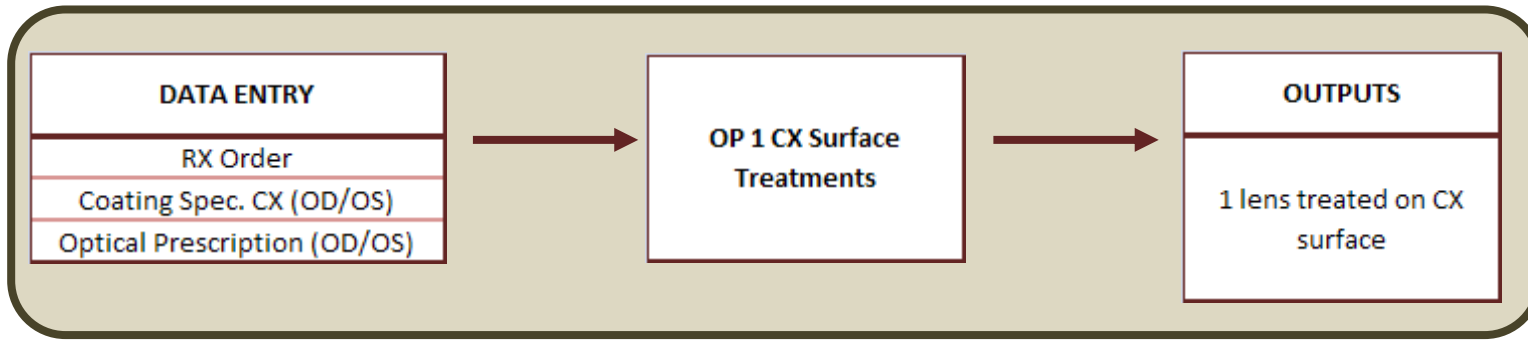 DATA ENTRY
RX Order
Coating Spec. CX (OD/OS)
Optical Prescription (OD/OS)
OP 1 CX Surface
Treatments
OUTPUTS
1 lens treated on CX
surface